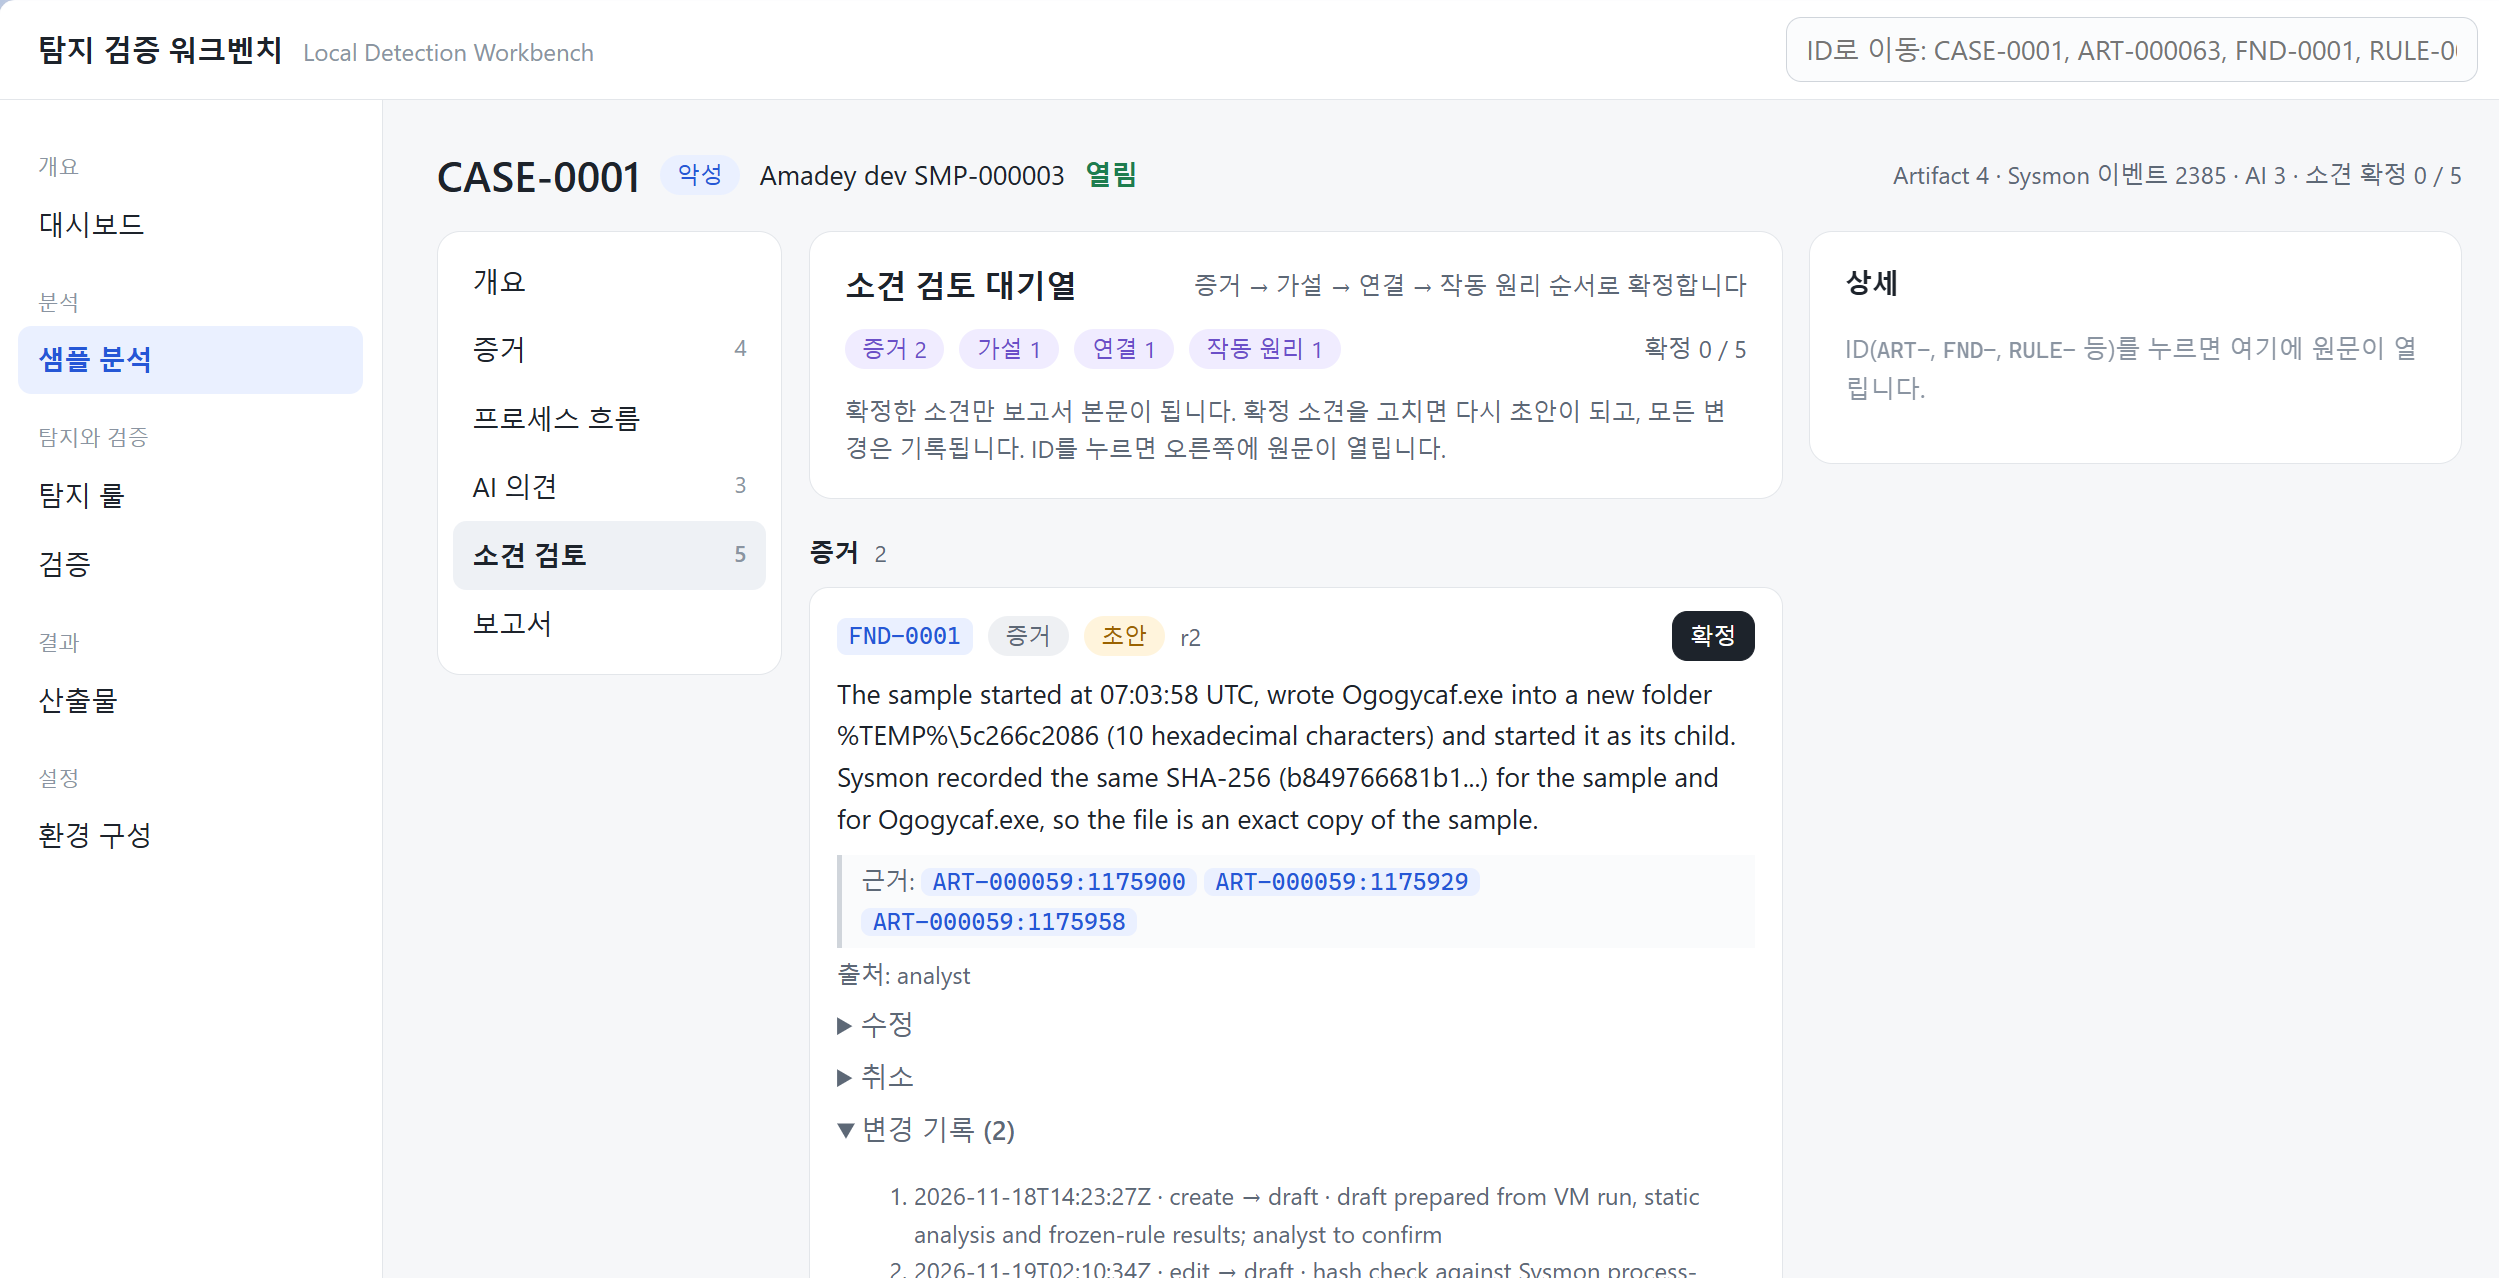 탐지 검증 워크벤치 Local Detection Workbench
ID로 이동: CASE-0001, ART-000063, FND-0001, RULE-0
개요
대시보드
분석
샘플 분석
탐지와 검증
탐지 룰
검증
결과
산출물
설정
환경 구성
CASE-0001 악성 Amadey dev SMP-000003 열림
Artifact 4 · Sysmon 이벤트 2385 · AI 3 · 소견 확정 0 / 5
개요
증거 4
프로세스 흐름
AI 의견 3
소견 검토 5
보고서
소견 검토 대기열 증거 → 가설 → 연결 → 작동 원리 순서로 확정합니다
증거 2 가설 1 연결 1 작동 원리 1 확정 0 / 5
확정한 소견만 보고서 본문이 됩니다. 확정 소견을 고치면 다시 초안이 되고, 모든 변
경은 기록됩니다. ID를 누르면 오른쪽에 원문이 열립니다.
증거 2
FND-0001 증거 초안 r2 확정
The sample started at 07:03:58 UTC, wrote Ogogycaf.exe into a new folder
%TEMP%\5c266c2086 (10 hexadecimal characters) and started it as its child.
Sysmon recorded the same SHA-256 (b849766681b1...) for the sample and
for Ogogycaf.exe, so the file is an exact copy of the sample.
근거: ART-000059:1175900 ART-000059:1175929
ART-000059:1175958
출처: analyst
▶ 수정
▶ 취소
▼ 변경 기록 (2)
1. 2026-11-18T14:23:27Z · create → draft · draft prepared from VM run, static
analysis and frozen-rule results; analyst to confirm
2. 2026-11-19T02:10:34Z · edit → draft · hash check against Sysmon process-
상세
ID(ART-, FND-, RULE- 등)를 누르면 여기에 원문이 열
립니다.